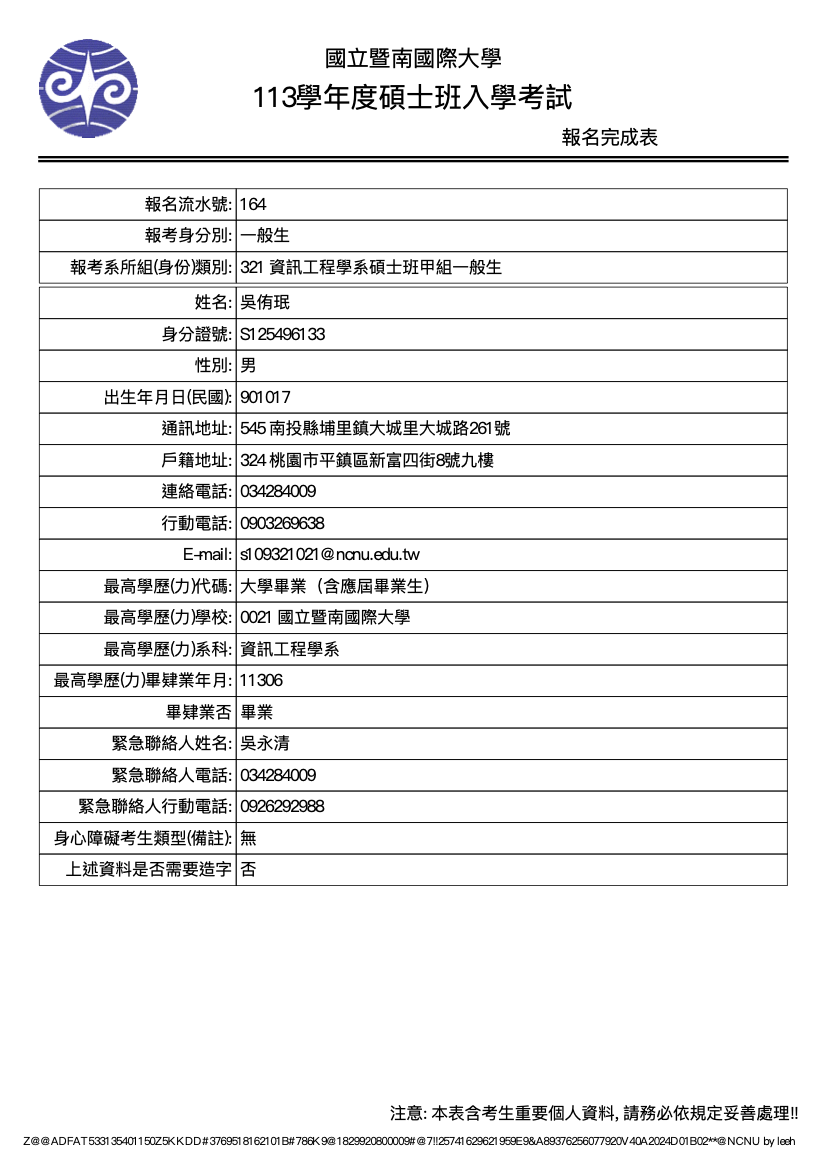 國立暨南國際大學
113學年度碩士班入學考試
報名完成表
報名流水號: 164
報考身分別: 一般生
報考系所組(身份)類別: 321 資訊工程學系碩士班甲組一般生
姓名: 吳侑珉
身分證號: S125496133
性別: 男
出生年月日(民國): 901017
通訊地址: 545 南投縣埔里鎮大城里大城路261號
戶籍地址: 324 桃園市平鎮區新富四街8號九樓
連絡電話: 034284009
行動電話: 0903269638
E-mail: s109321021@ncnu.edu.tw
最高學歷(力)代碼: 大學畢業（含應屆畢業生）
最高學歷(力)學校: 0021 國立暨南國際大學
最高學歷(力)系科: 資訊工程學系
最高學歷(力)畢肄業年月: 11306
畢肄業否 畢業
緊急聯絡人姓名: 吳永清
緊急聯絡人電話: 034284009
緊急聯絡人行動電話: 0926292988
身心障礙考生類型(備註): 無
上述資料是否需要造字 否
注意: 本表含考生重要個人資料, 請務必依規定妥善處理!!
Z@@ADFAT533135401150Z5KKDD#3769518162101B#786K9@1829920800009#@7!!25741629621959E9&A89376256077920V40A2024D01B02**@NCNU by leeh